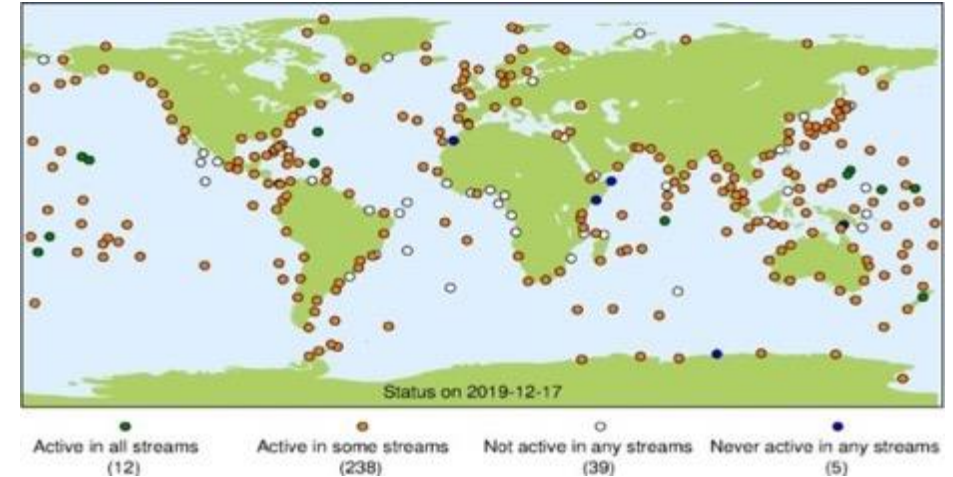 Status on 2019-12-17
Active in all streams
(12)
Active in some streams
(238)
Not active in any streams
(39)
Never active in any streams
(5)